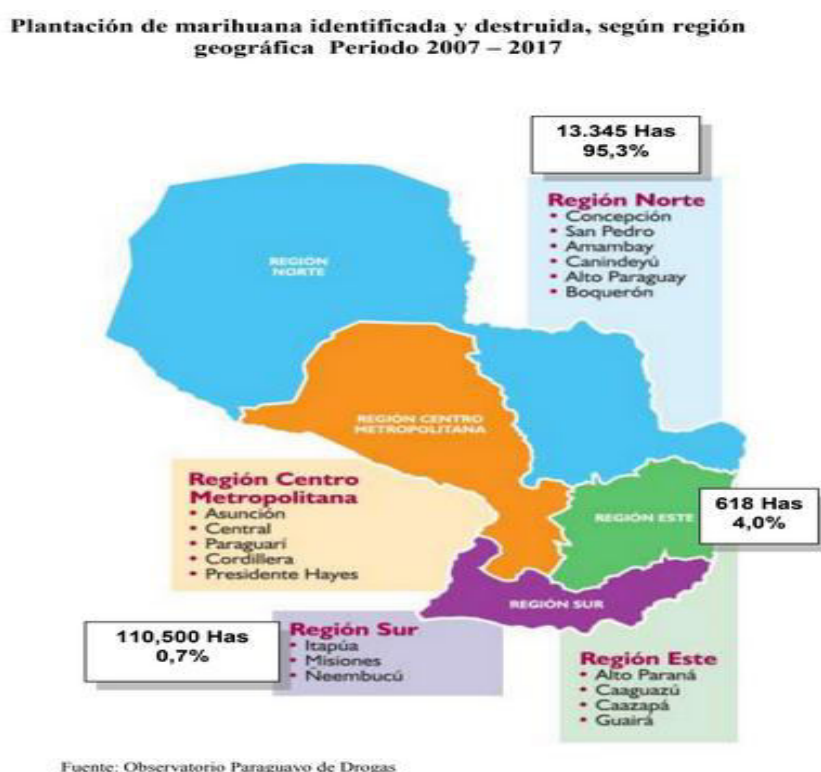 Plantación de marihuana identificada y destruida, según región
geográfica Periodo 2007 – 2017
13.345 Has
95,3%
Región Norte
• Concepción
• San Pedro
• Amambay
• Canindeyú
• Alto Paraguay
• Boquerón
REGIÓN
NORTE
REGIÓN CENTRO
METROPOLITANA
Región Centro
Metropolitana
• Asunción
• Central
• Paraguarí
• Cordillera
• Presidente Hayes
REGIÓN ESTE
618 Has
4,0%
REGIÓN SUR
110,500 Has
0,7%
Región Sur
• Itapúa
• Misiones
• Ñeembucú
Región Este
• Alto Paraná
• Caaguazú
• Caazapá
• Guairá
Fuente: Observatorio Paraguayo de Drogas